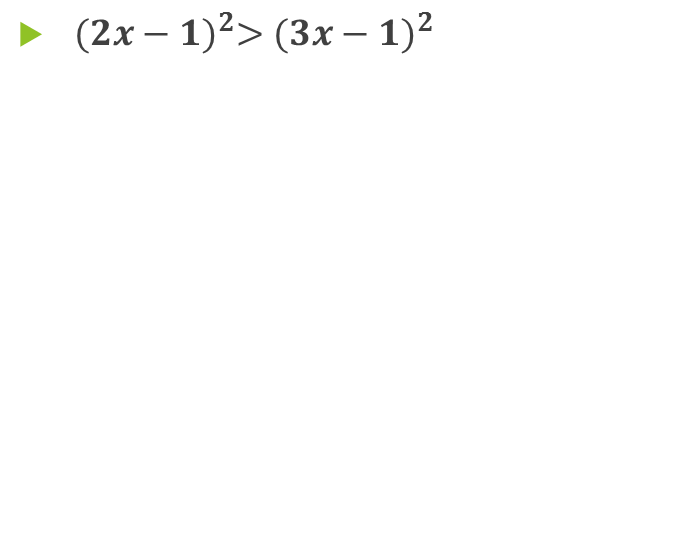 ▶ (2x − 1)²> (3x − 1)²